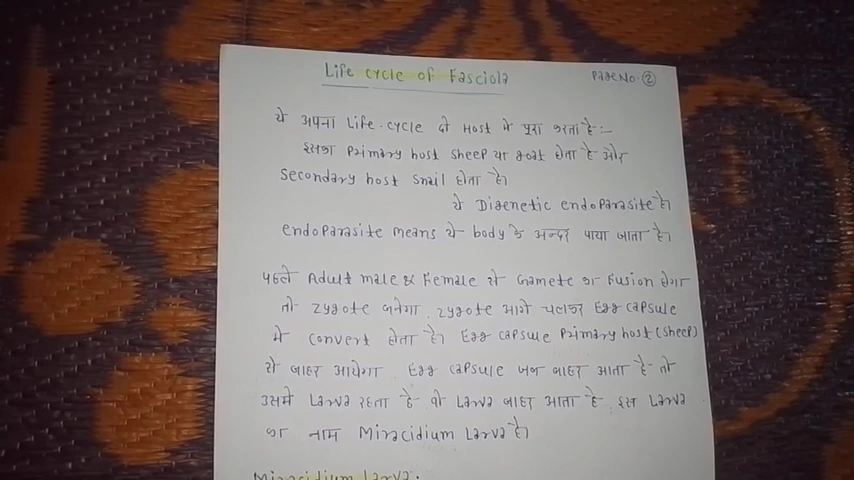 Life cycle of Fasciola
Page No. ②
ये अपना Life-cycle दो Host मे पूरा करता है:-
इसका Primary host sheep या goat होता है और
Secondary host snail होता है।
ये Digenetic endoparasite है।
endoparasite means ये body के अन्दर पाया जाता है।
पहले Adult male & Female से Gamete का Fusion होगा
तो zygote बनेगा. zygote आगे चलकर Egg capsule
मे convert होता है। Egg capsule Primary host (sheep)
से बाहर आयेगा. Egg capsule जब बाहर आता है तो
उसमे Larva रहता है वो Larva बाहर आता है. इस Larva
का नाम Miracidium Larva है।
Miracidium Larva: